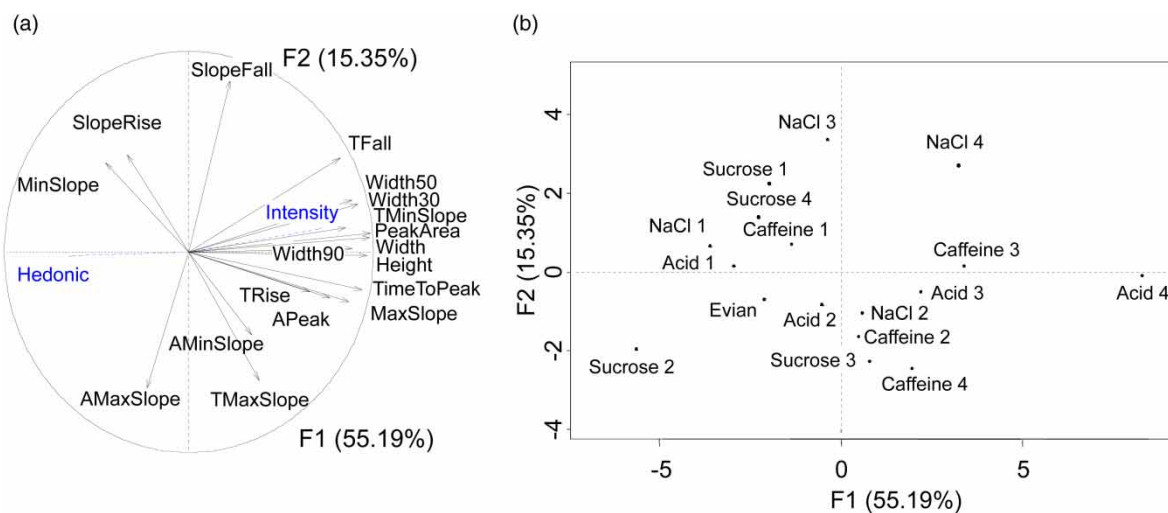 (a)
F2 (15.35%)
SlopeFall
SlopeRise
TFall
MinSlope
Width50
Width30
Intensity
TMinSlope
PeakArea
Width90
Width
Hedonic
Height
TRise
TimeToPeak
APeak
MaxSlope
AMinSlope
AMaxSlope
TMaxSlope
F1 (55.19%)
(b)
F2 (15.35%)
4
2
0
-2
-4
NaCl 3
NaCl 4
Sucrose 1
Sucrose 4
NaCl 1
Caffeine 1
Caffeine 3
Acid 1
Acid 4
Evian
Acid 2
Acid 3
NaCl 2
Caffeine 2
Sucrose 2
Sucrose 3
Caffeine 4
-5
0
5
F1 (55.19%)